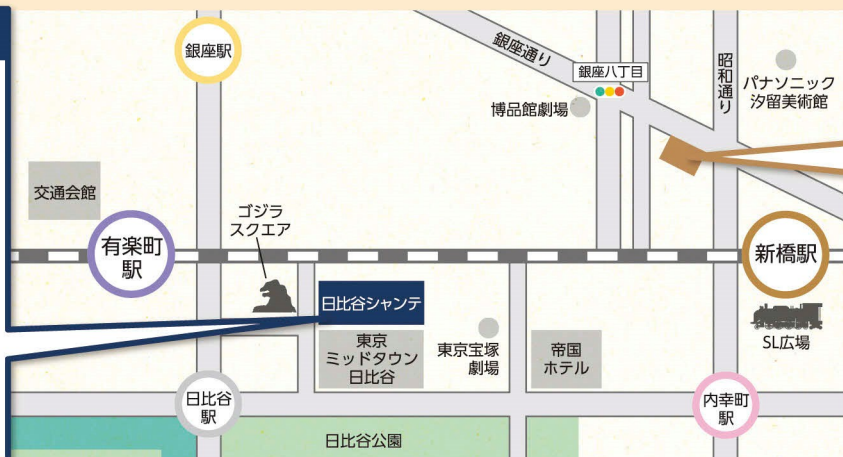 銀座駅
銀座通り
銀座八丁目
昭和通り
パナソニック
汐留美術館
博品館劇場
交通会館
ゴジラ
スクエア
有楽町
駅
新橋駅
日比谷シャンテ
東京
ミッドタウン
日比谷
東京宝塚
劇場
帝国
ホテル
SL広場
日比谷
駅
内幸町
駅
日比谷公園